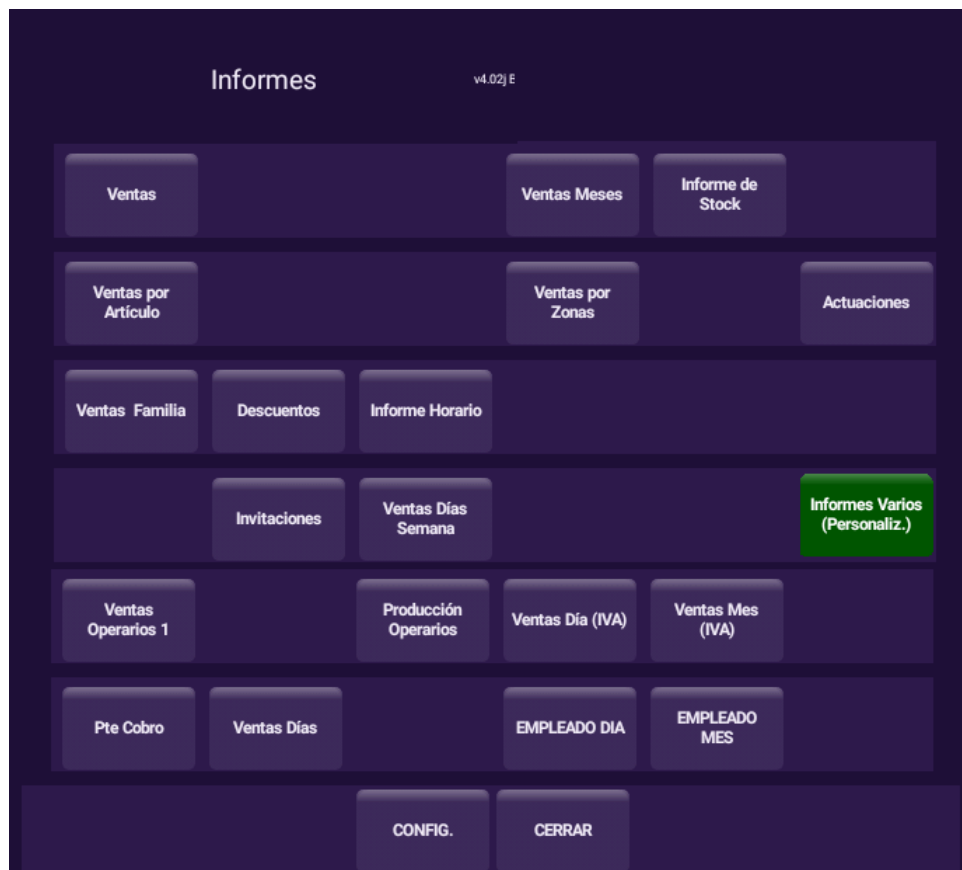 Informes
v4.02j E
Ventas
Ventas Meses
Informe de
Stock
Ventas por
Artículo
Ventas por
Zonas
Actuaciones
Ventas  Familia
Descuentos
Informe Horario
Invitaciones
Ventas Días
Semana
Informes Varios
(Personaliz.)
Ventas
Operarios 1
Producción
Operarios
Ventas Día (IVA)
Ventas Mes
(IVA)
Pte Cobro
Ventas Días
EMPLEADO DIA
EMPLEADO
MES
CONFIG.
CERRAR